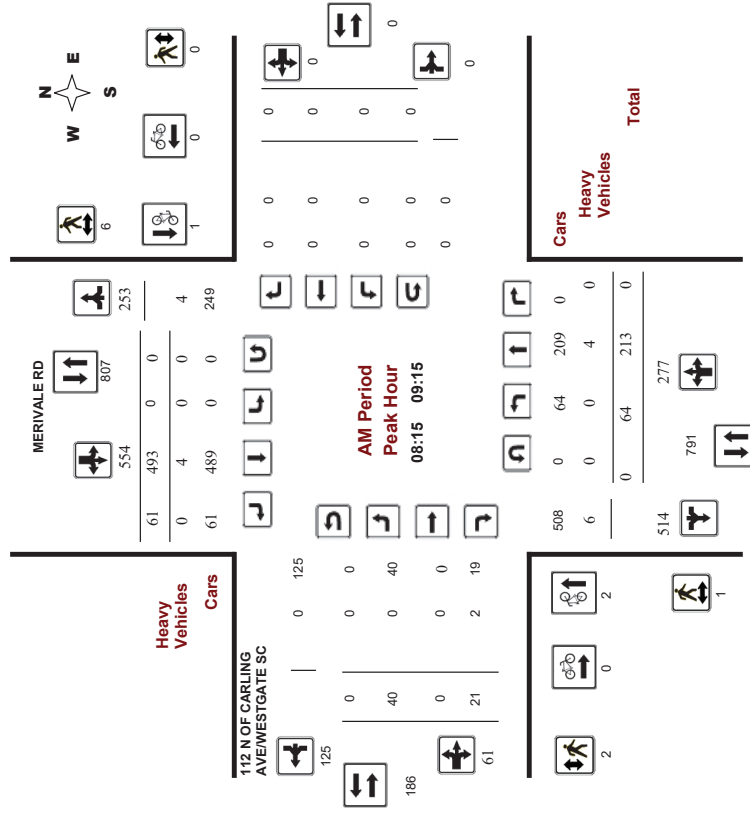 MERIVALE RD
N
W E
S
554 807 253
61 493 0 0
0 4 0 0 4
61 489 0 0 249
6 0
1 0
Heavy
Vehicles
Cars
112 N OF CARLING
AVE/WESTGATE SC
125 0 125
0 0 0
186 40 0 40
0 0 0
61 21 2 19
AM Period
Peak Hour
08:15 09:15
0 0 0 0
0 0 0 0
0 0 0
0 0 0
0 0 0
508 0 64 209 0 Cars
6 0 0 4 0 Heavy
Vehicles
0 64 213 0 Total
514 791 277
2 0 2
1